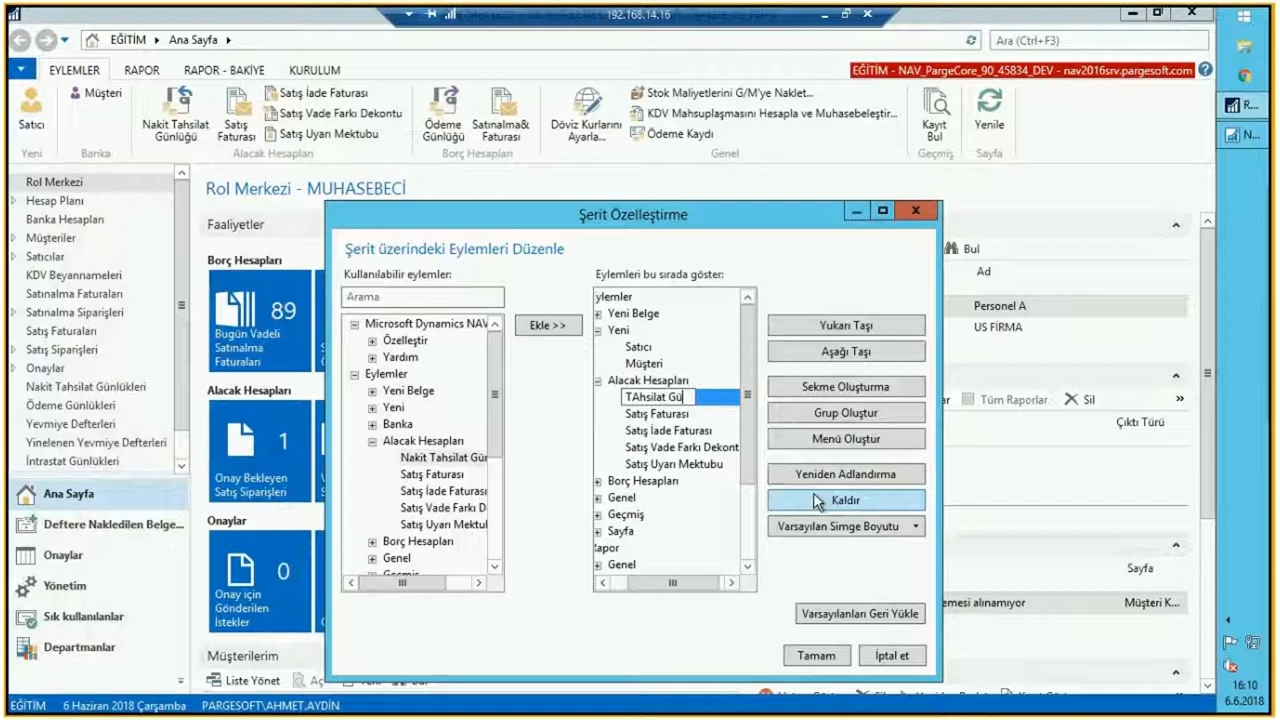 192.168.14.16
EĞİTİM
Ana Sayfa
Ara (Ctrl+F3)
EYLEMLER
RAPOR
RAPOR - BAKİYE
KURULUM
EĞİTİM - NAV_PargeCore_90_45834_DEV - nav2016srv.pargesoft.com
Satıcı
Müşteri
Nakit Tahsilat Günlüğü
Satış Faturası
Satış İade Faturası
Satış Vade Farkı Dekontu
Satış Uyarı Mektubu
Ödeme Günlüğü
Satınalma& Faturası
Döviz Kurlarını Ayarla...
Stok Maliyetlerini G/M'ye Naklet...
KDV Mahsuplaşmasını Hesapla ve Muhasebeleştir...
Ödeme Kaydı
Kayıt Bul
Yenile
Yeni
Banka
Alacak Hesapları
Borç Hesapları
Genel
Geçmiş
Sayfa
R...
N...
Rol Merkezi
Hesap Planı
Banka Hesapları
Müşteriler
Satıcılar
KDV Beyannameleri
Satınalma Faturaları
Satınalma Siparişleri
Satış Faturaları
Satış Siparişleri
Onaylar
Nakit Tahsilat Günlükleri
Ödeme Günlükleri
Yevmiye Defterleri
Yinelenen Yevmiye Defterleri
İntrastat Günlükleri
Ana Sayfa
Deftere Nakledilen Belge...
Onaylar
Yönetim
Sık kullanılanlar
Departmanlar
Rol Merkezi - MUHASEBECİ
Faaliyetler
Borç Hesapları
89
Bugün Vadeli
Satınalma
Faturaları
Alacak Hesapları
1
Onay Bekleyen
Satış Siparişleri
Onaylar
0
Onay için
Gönderilen
İstekler
Müşterilerim
Liste Yönet
Şerit Özelleştirme
Şerit üzerindeki Eylemleri Düzenle
Kullanılabilir eylemler:
Arama
Microsoft Dynamics NAV
Özelleştir
Yardım
Eylemler
Yeni Belge
Yeni
Banka
Alacak Hesapları
Nakit Tahsilat Gün
Satış Faturası
Satış İade Faturası
Satış Vade Farkı D
Satış Uyarı Mektul
Borç Hesapları
Genel
Geçmiş
Ekle >>
Eylemleri bu sırada göster:
ylemler
Yeni Belge
Yeni
Satıcı
Müşteri
Alacak Hesapları
TAhsilat Gü
Satış Faturası
Satış İade Faturası
Satış Vade Farkı Dekont
Satış Uyarı Mektubu
Borç Hesapları
Genel
Geçmiş
Sayfa
apor
Genel
Yukarı Taşı
Aşağı Taşı
Sekme Oluşturma
Grup Oluştur
Menü Oluştur
Yeniden Adlandırma
Kaldır
Varsayılan Simge Boyutu
Varsayılanları Geri Yükle
Tamam
İptal et
Bul
Ad
Personel A
US FİRMA
ar
Tüm Raporlar
Sil
Çıktı Türü
Sayfa
emesi alınamıyor
Müşteri K...
EĞİTİM
6 Haziran 2018 Çarşamba
PARGESOFT\AHMET.AYDİN
16:10
6.6.2018